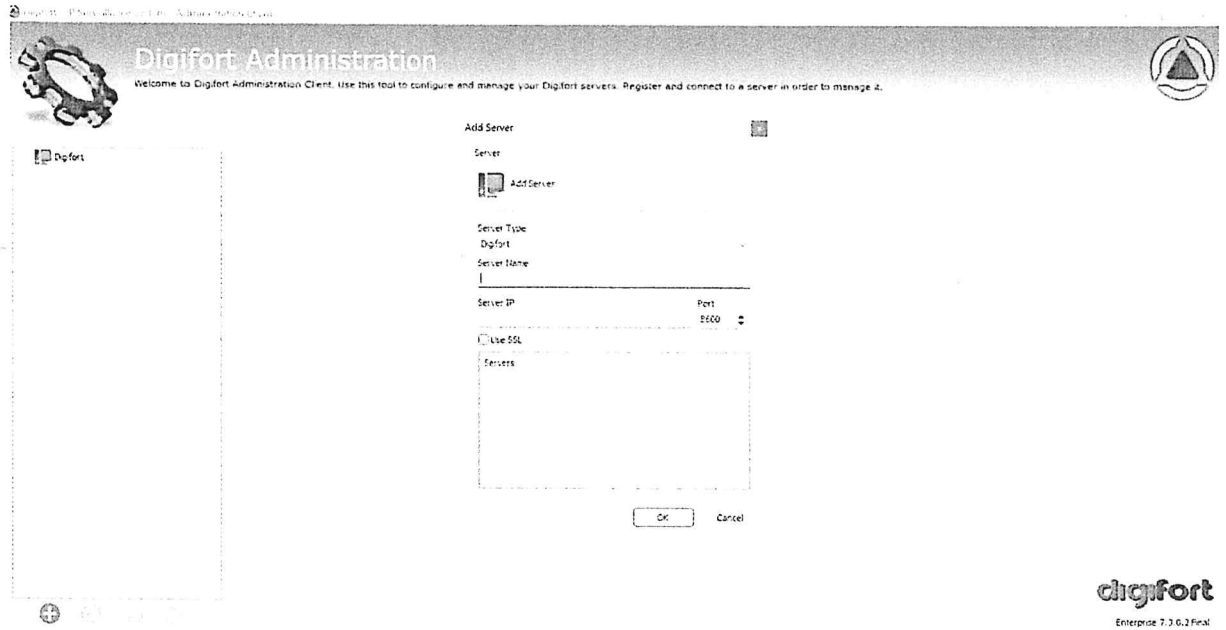 Digifort Administration
Welcome to Digifort Administration Client. Use this tool to configure and manage your Digifort servers. Register and connect to a server in order to manage it.
Add Server
Digifort
Server
Add Server
Server Type
Digifort
Server Name
Server IP
Port
8600
Use SSL
Servers
OK
Cancel
digifort
Enterprise 7.3.0.2 Final